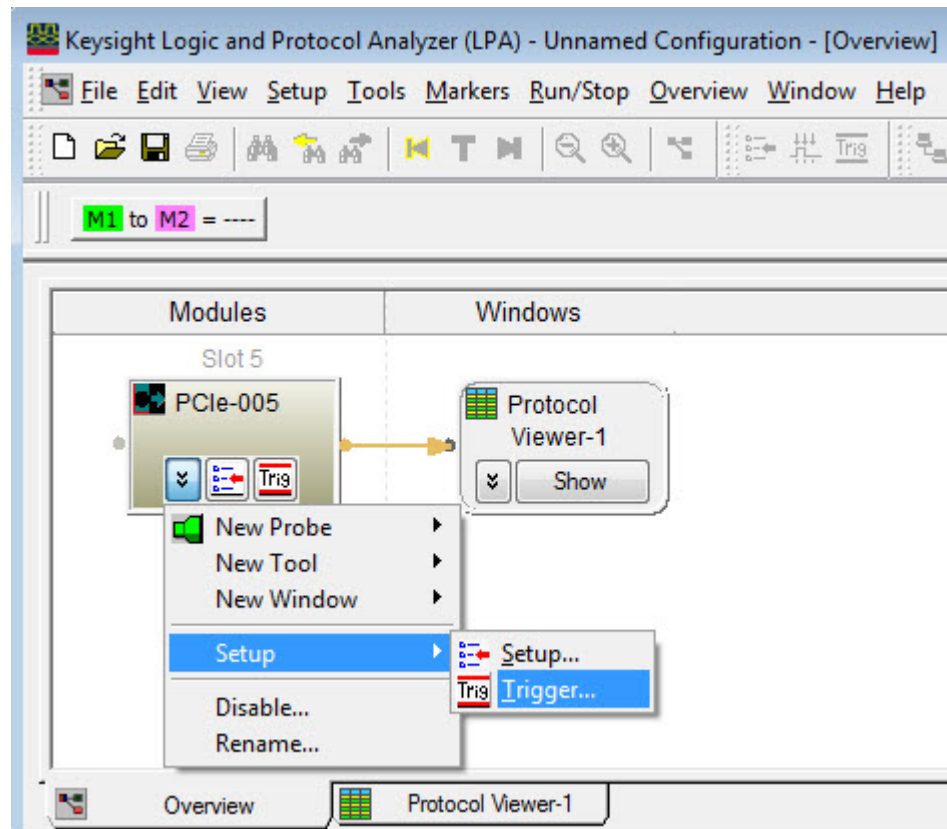 Keysight Logic and Protocol Analyzer (LPA) - Unnamed Configuration - [Overview]
File Edit View Setup Tools Markers Run/Stop Overview Window Help
T Trig
M1 to M2 = ----
Modules Windows
Slot 5
PCIe-005
Trig
Protocol
Viewer-1
Show
New Probe
New Tool
New Window
Setup
Disable...
Rename...
Setup...
Trig Trigger...
Overview Protocol Viewer-1